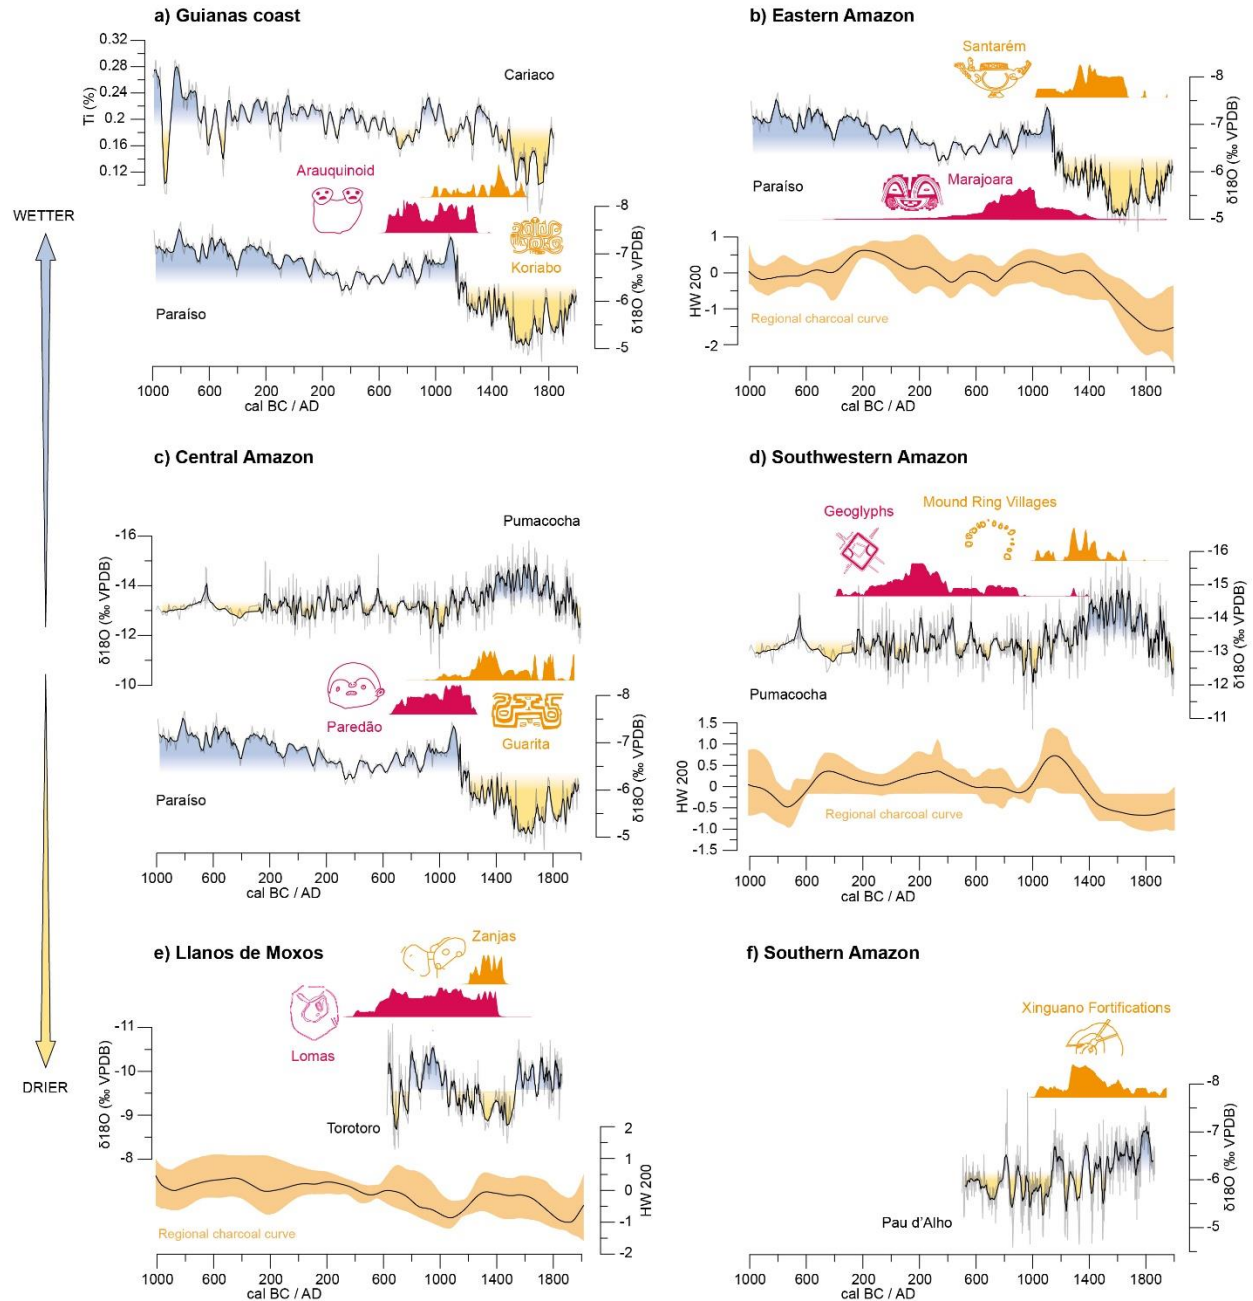 a) Guianas coast
0.32
0.28
0.24
0.2
0.16
0.12
Ti (%)
Cariaco
Arauquinoid
Koriabo
-8
-7
-6
-5
δ18O (‰ VPDB)
Paraíso
1000 600 200 200 600 1000 1400 1800
cal BC / AD
b) Eastern Amazon
Santarém
-8
-7
-6
-5
δ18O (‰ VPDB)
Paraíso
Marajoara
1
0
-1
-2
HW 200
Regional charcoal curve
1000 600 200 200 600 1000 1400 1800
cal BC / AD
WETTER
DRIER
c) Central Amazon
Pumacocha
-16
-14
-12
-10
δ18O (‰ VPDB)
Paredão
Guarita
-8
-7
-6
-5
δ18O (‰ VPDB)
Paraíso
1000 600 200 200 600 1000 1400 1800
cal BC / AD
d) Southwestern Amazon
Mound Ring Villages
Geoglyphs
-16
-15
-14
-13
-12
-11
δ18O (‰ VPDB)
Pumacocha
1.5
1.0
0.5
0
-0.5
-1.0
-1.5
HW 200
Regional charcoal curve
1000 600 200 200 600 1000 1400 1800
cal BC / AD
e) Llanos de Moxos
Zanjas
Lomas
-11
-10
-9
-8
δ18O (‰ VPDB)
Torotoro
2
1
0
-1
-2
HW 200
Regional charcoal curve
1000 600 200 200 600 1000 1400 1800
cal BC / AD
f) Southern Amazon
Xinguano Fortifications
-8
-7
-6
-5
δ18O (‰ VPDB)
Pau d'Alho
1000 600 200 200 600 1000 1400 1800
cal BC / AD